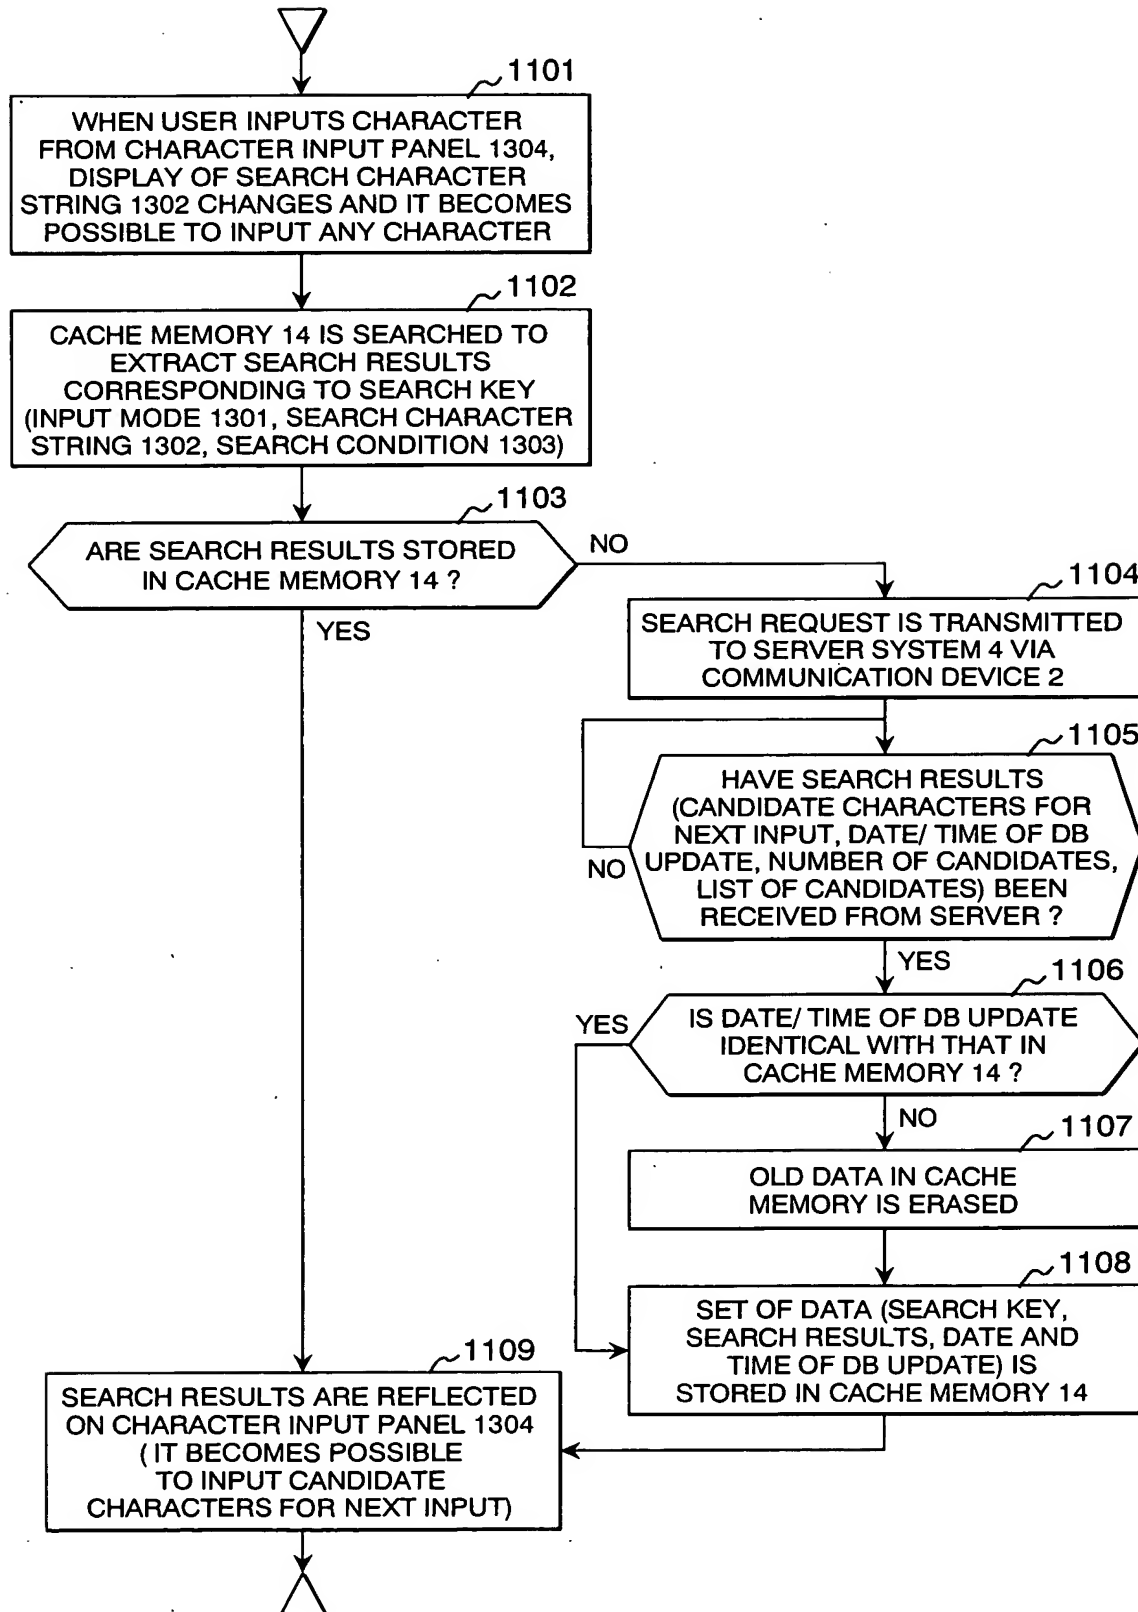 1101
WHEN USER INPUTS CHARACTER
FROM CHARACTER INPUT PANEL 1304,
DISPLAY OF SEARCH CHARACTER
STRING 1302 CHANGES AND IT BECOMES
POSSIBLE TO INPUT ANY CHARACTER
1102
CACHE MEMORY 14 IS SEARCHED TO
EXTRACT SEARCH RESULTS
CORRESPONDING TO SEARCH KEY
(INPUT MODE 1301, SEARCH CHARACTER
STRING 1302, SEARCH CONDITION 1303)
1103
ARE SEARCH RESULTS STORED
IN CACHE MEMORY 14 ?
NO
YES
1104
SEARCH REQUEST IS TRANSMITTED
TO SERVER SYSTEM 4 VIA
COMMUNICATION DEVICE 2
1105
HAVE SEARCH RESULTS
(CANDIDATE CHARACTERS FOR
NEXT INPUT, DATE/ TIME OF DB
UPDATE, NUMBER OF CANDIDATES,
LIST OF CANDIDATES) BEEN
RECEIVED FROM SERVER ?
NO
YES
1106
IS DATE/ TIME OF DB UPDATE
IDENTICAL WITH THAT IN
CACHE MEMORY 14 ?
YES
NO
1107
OLD DATA IN CACHE
MEMORY IS ERASED
1108
SET OF DATA (SEARCH KEY,
SEARCH RESULTS, DATE AND
TIME OF DB UPDATE) IS
STORED IN CACHE MEMORY 14
1109
SEARCH RESULTS ARE REFLECTED
ON CHARACTER INPUT PANEL 1304
( IT BECOMES POSSIBLE
TO INPUT CANDIDATE
CHARACTERS FOR NEXT INPUT)